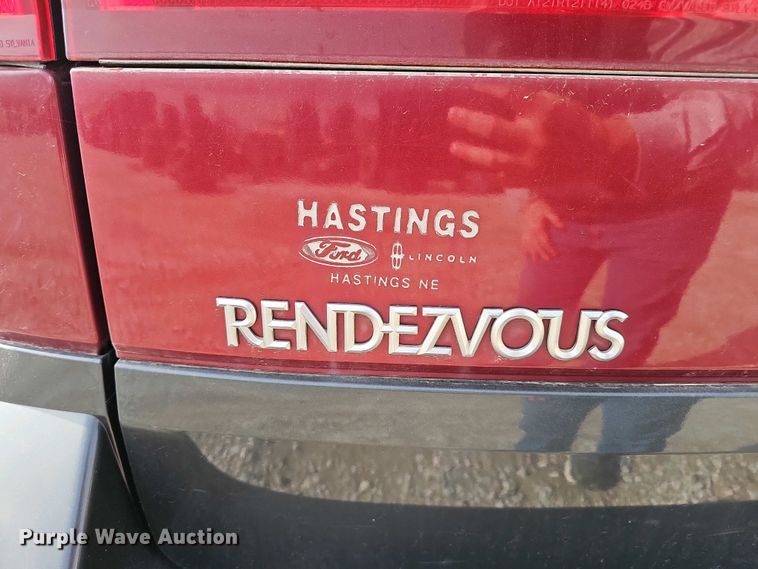 HASTINGS
Ford LINCOLN
HASTINGS NE
RENDEZVOUS
Purple Wave Auction